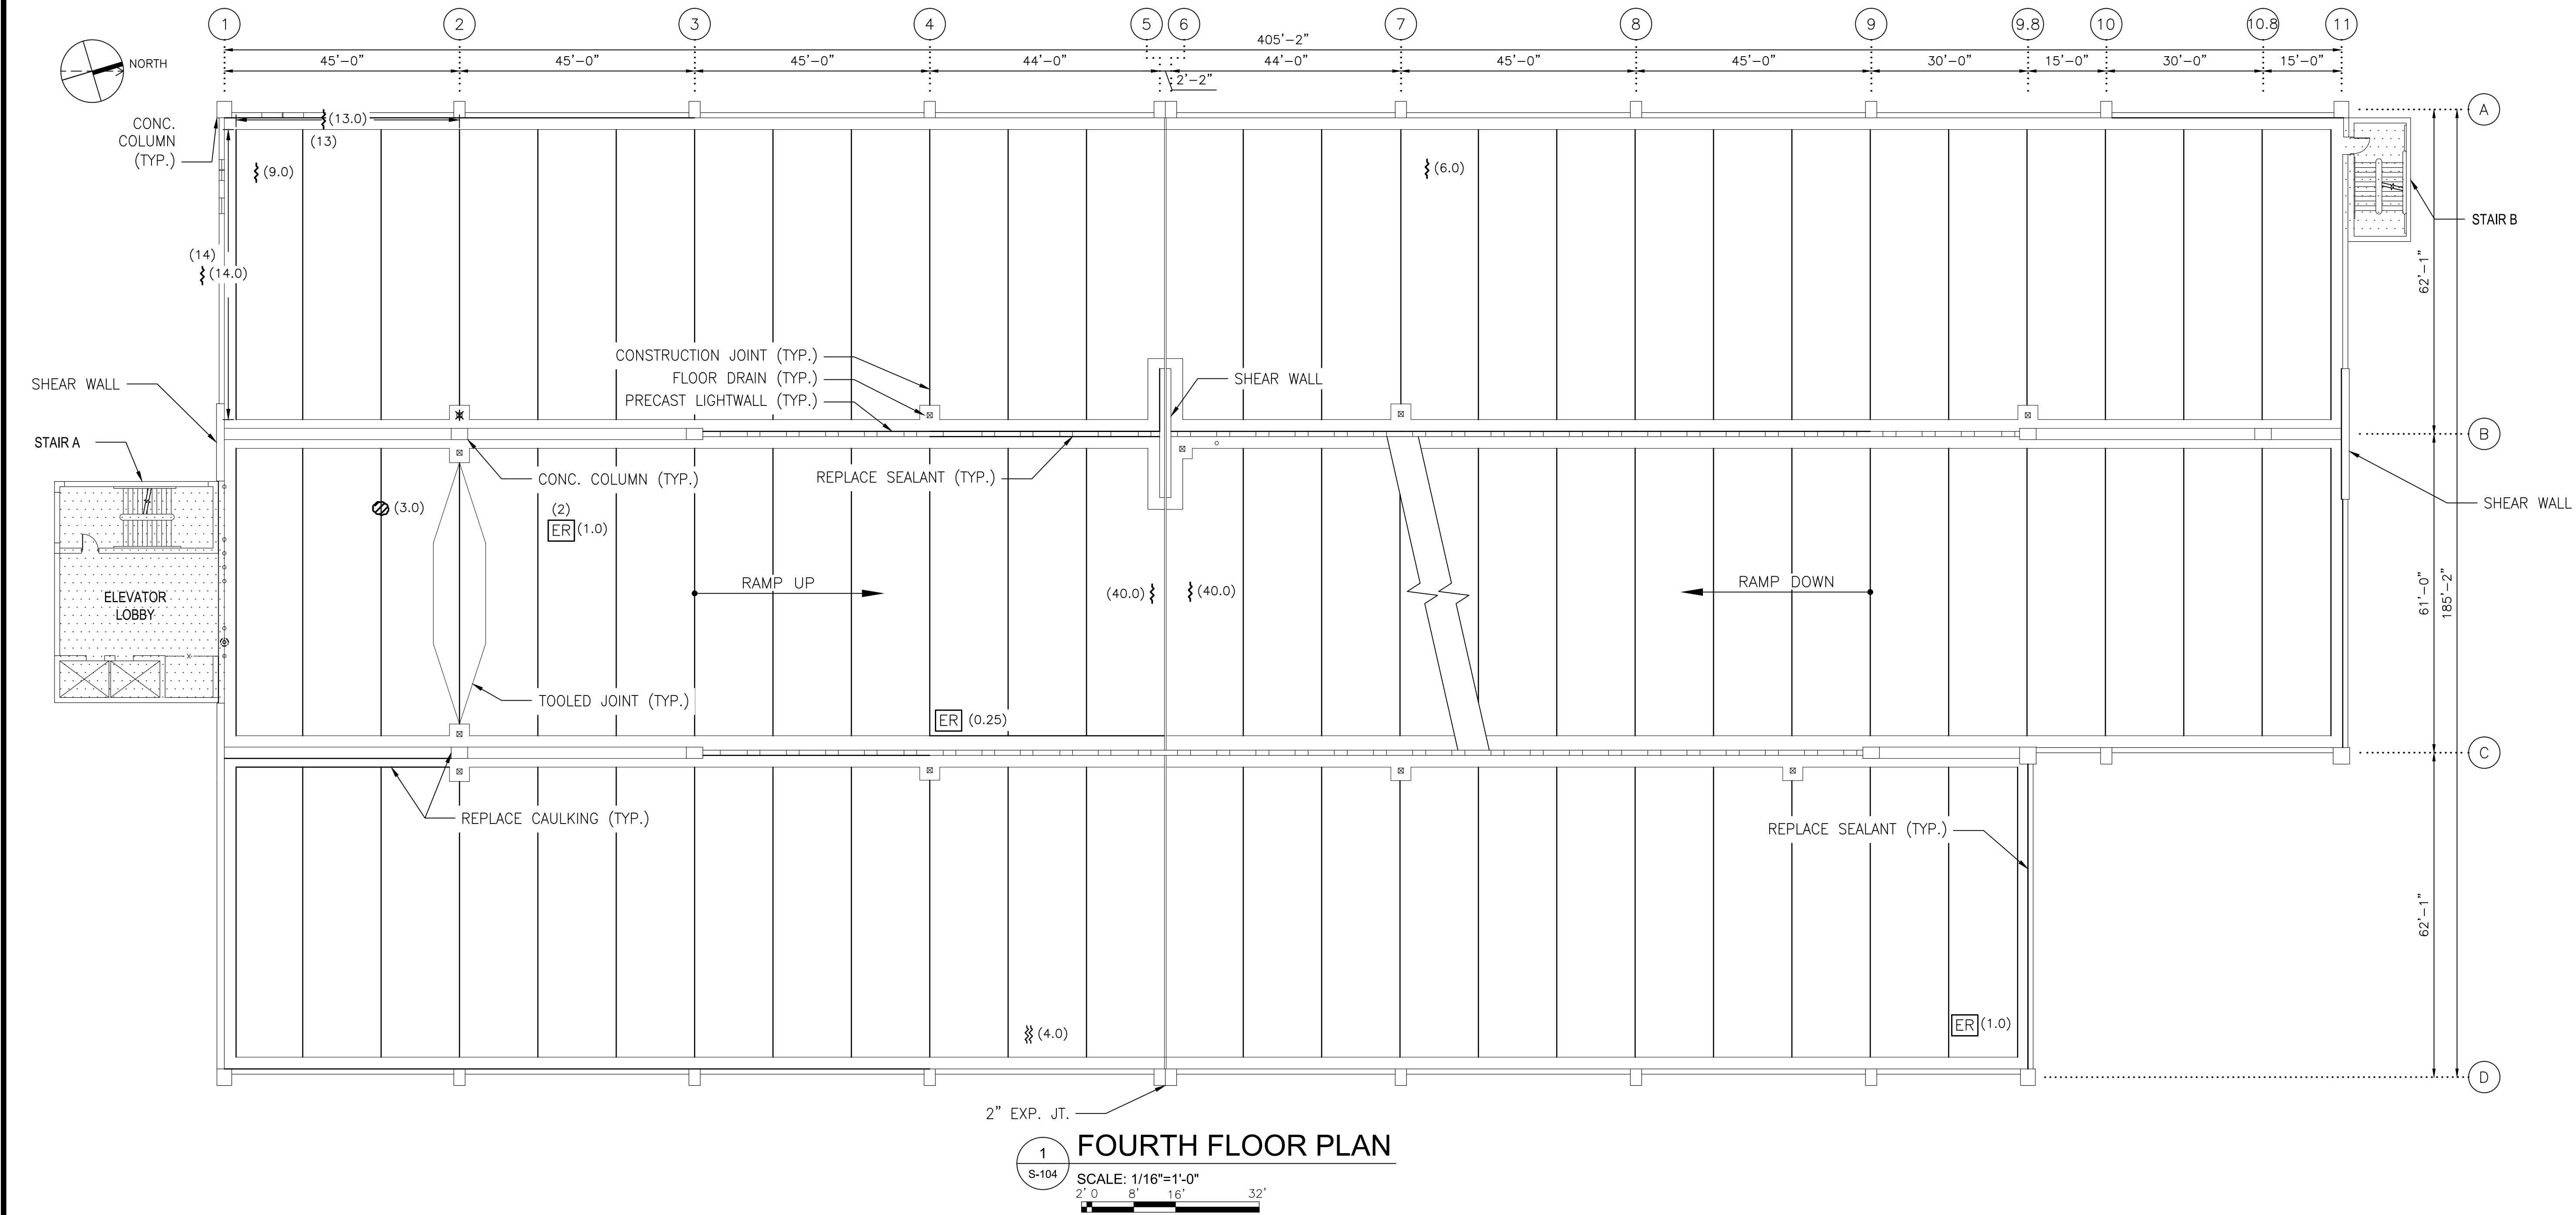 1 2 3 4 5 6 7 8 9 9.8 10 10.8 11
405'-2"
45'-0" 45'-0" 45'-0" 44'-0" 44'-0" 45'-0" 45'-0" 30'-0" 15'-0" 30'-0" 15'-0"
2'-2"
NORTH
A
CONC.
COLUMN
(TYP.)
(13.0)
(13)
(9.0)
(6.0)
STAIR B
(14)
(14.0)
62'-1"
CONSTRUCTION JOINT (TYP.)
FLOOR DRAIN (TYP.)
PRECAST LIGHTWALL (TYP.)
SHEAR WALL
SHEAR WALL
B
STAIR A
CONC. COLUMN (TYP.)
REPLACE SEALANT (TYP.)
SHEAR WALL
(3.0)
(2)
ER (1.0)
RAMP UP
(40.0)
(40.0)
RAMP DOWN
61'-0"
185'-2"
ELEVATOR
LOBBY
TOOLED JOINT (TYP.)
ER (0.25)
C
REPLACE CAULKING (TYP.)
REPLACE SEALANT (TYP.)
62'-1"
(4.0)
ER (1.0)
D
2" EXP. JT.
1
S-104
FOURTH FLOOR PLAN
SCALE: 1/16"=1'-0"
2' 0 8' 16' 32'